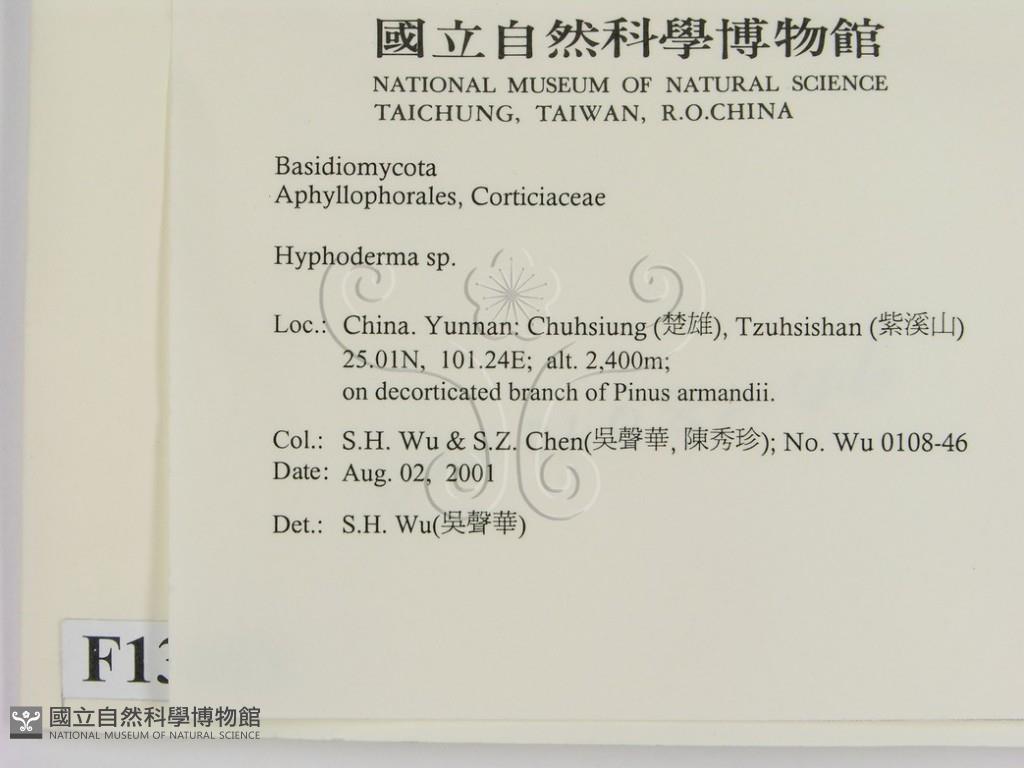 國立自然科學博物館
NATIONAL MUSEUM OF NATURAL SCIENCE
TAICHUNG, TAIWAN, R.O.CHINA
Basidiomycota
Aphyllophorales, Corticiaceae
Hyphoderma sp.
Loc.: China. Yunnan: Chuhsiung (楚雄), Tzuhsishan (紫溪山)
25.01N, 101.24E; alt. 2,400m;
on decorticated branch of Pinus armandii.
Col.: S.H. Wu & S.Z. Chen(吳聲華, 陳秀珍); No. Wu 0108-46
Date: Aug. 02, 2001
Det.: S.H. Wu(吳聲華)
F13
國立自然科學博物館
NATIONAL MUSEUM OF NATURAL SCIENCE